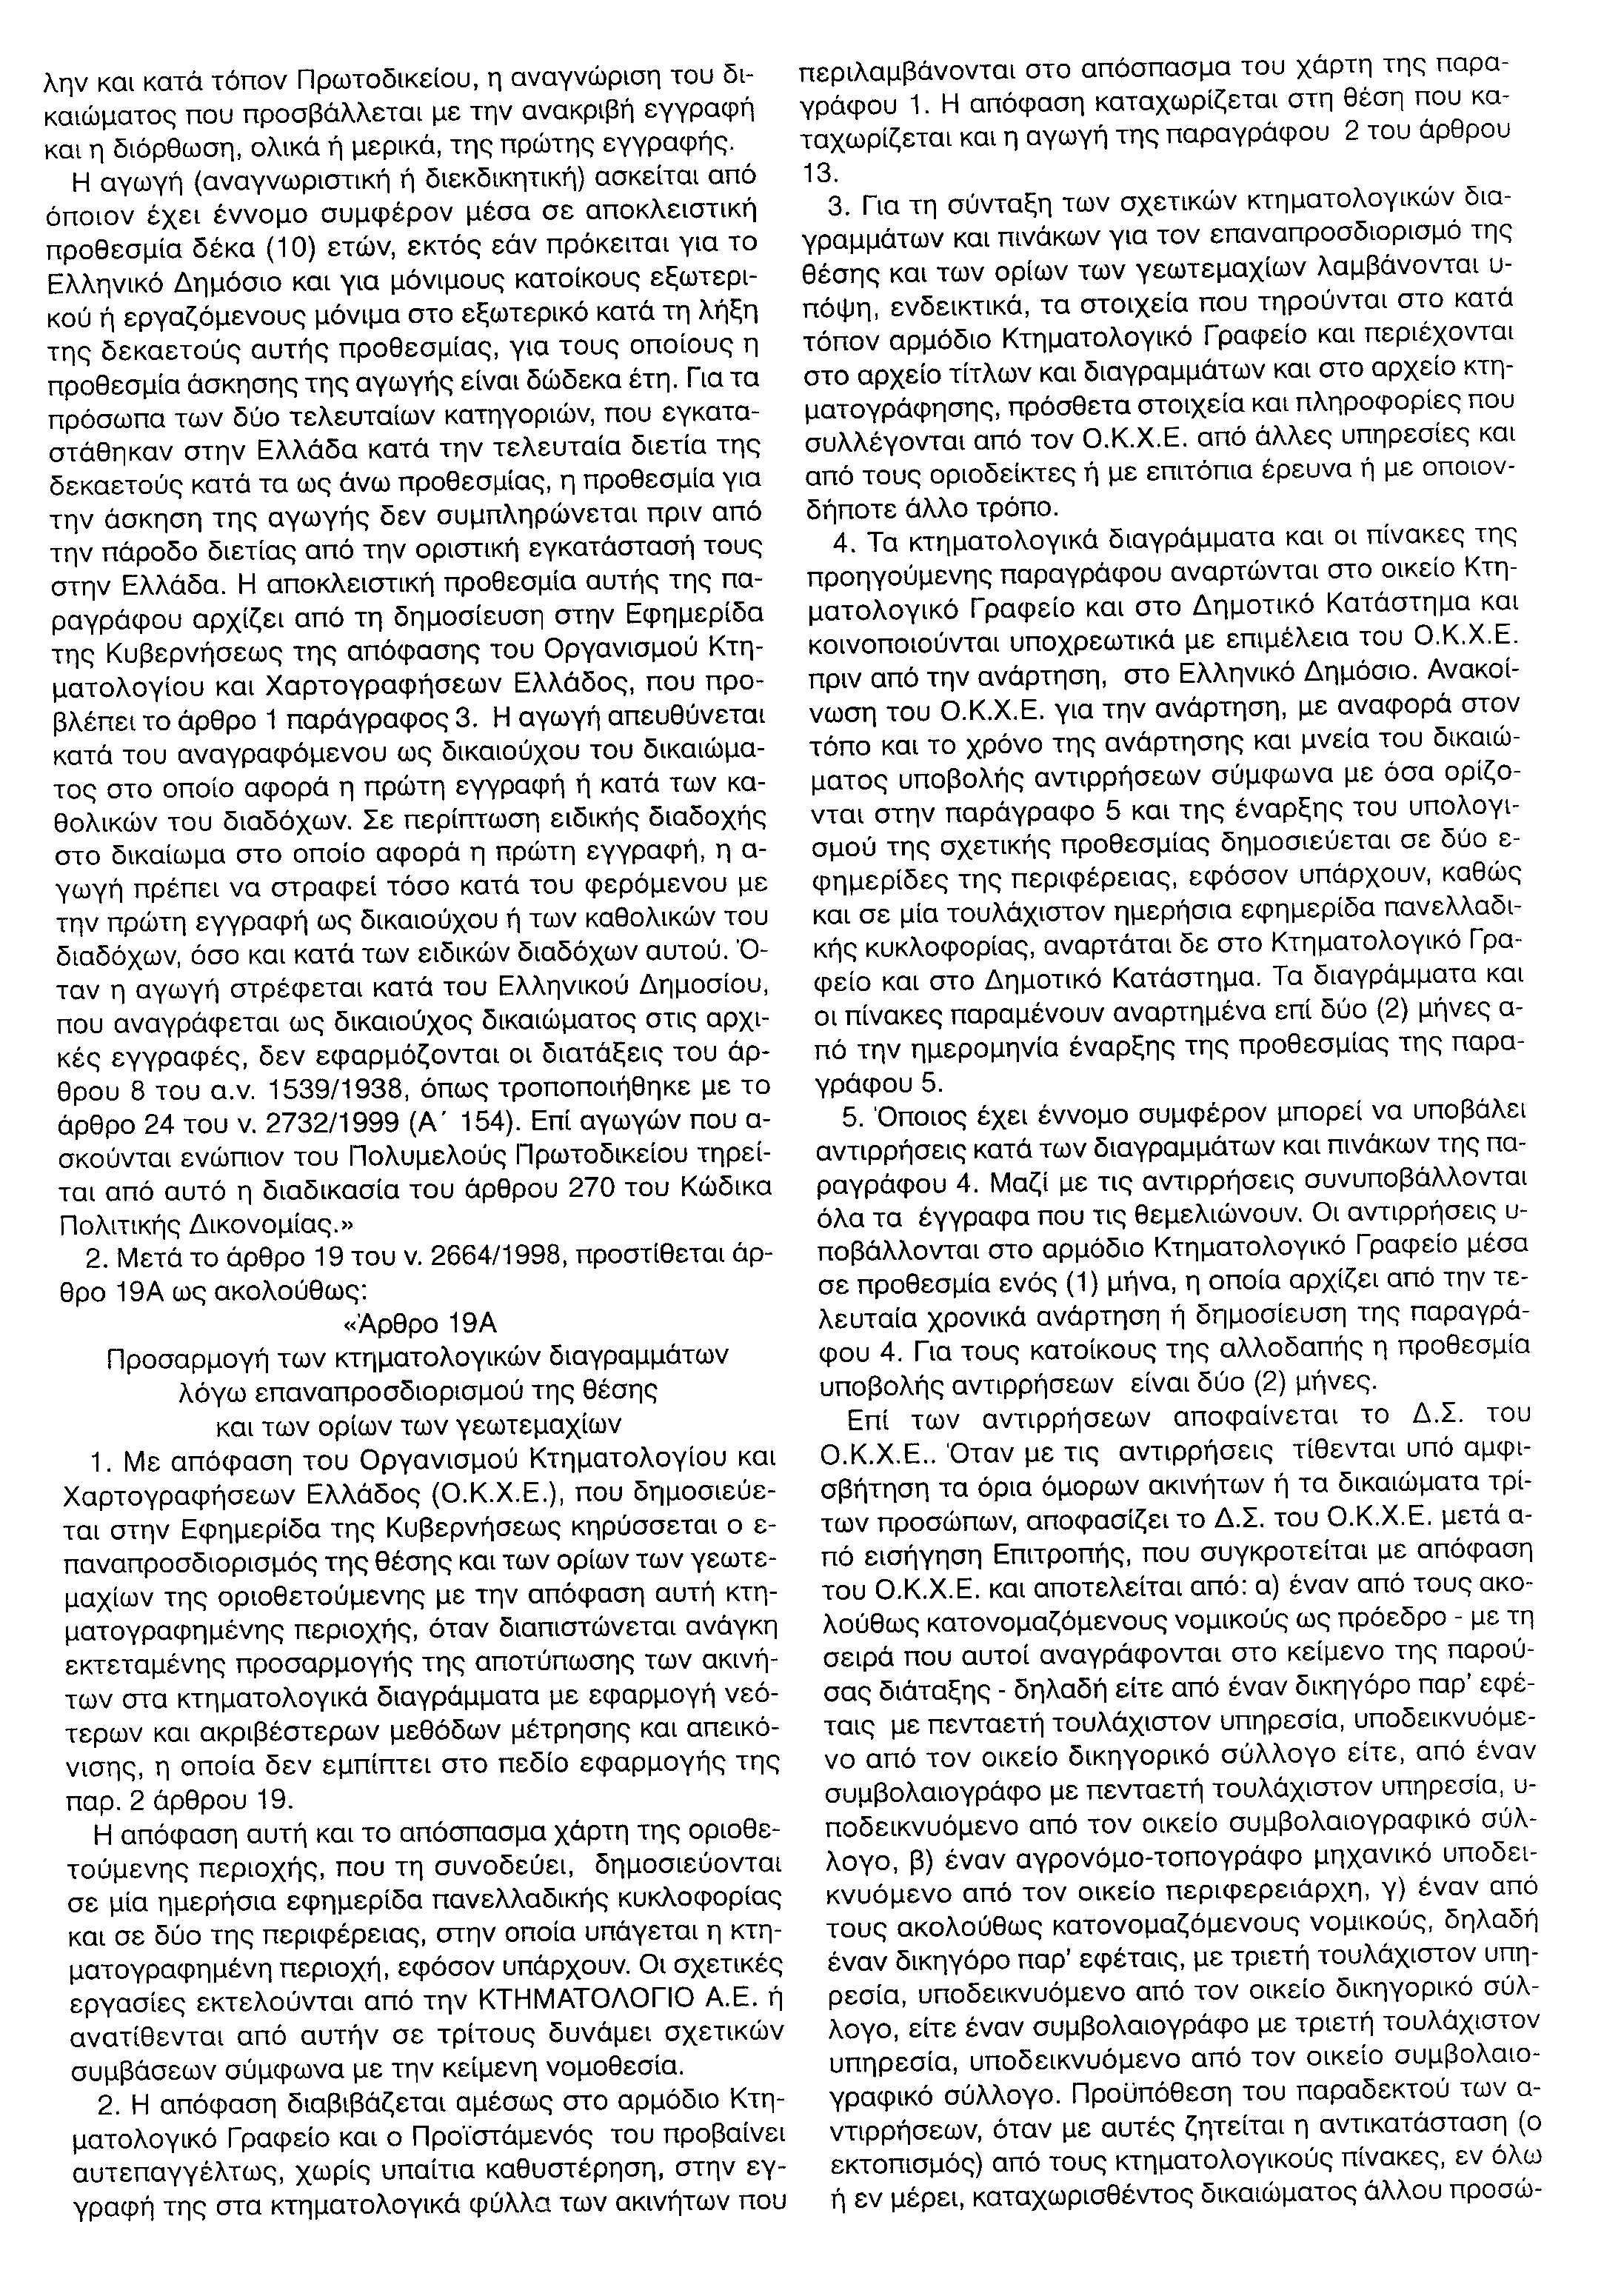 λην και κατά τόπον Πρωτοδικείου, η αναγνώριση του δι-
καιώματος που προσβάλλεται με την ανακριβή εγγραφή
και η διόρθωση, ολικά ή μερικά, της πρώτης εγγραφής.
Η αγωγή (αναγνωριστική ή διεκδικητική) ασκείται από
όποιον έχει έννομο συμφέρον μέσα σε αποκλειστική
προθεσμία δέκα (10) ετών, εκτός εάν πρόκειται για το
Ελληνικό Δημόσιο και για μόνιμους κατοίκους εξωτερι-
κού ή εργαζόμενους μόνιμα στο εξωτερικό κατά τη λήξη
της δεκαετούς αυτής προθεσμίας, για τους οποίους η
προθεσμία άσκησης της αγωγής είναι δώδεκα έτη. Για τα
πρόσωπα των δύο τελευταίων κατηγοριών, που εγκατα-
στάθηκαν στην Ελλάδα κατά την τελευταία διετία της
δεκαετούς κατά τα ως άνω προθεσμίας, η προθεσμία για
την άσκηση της αγωγής δεν συμπληρώνεται πριν από
την πάροδο διετίας από την οριστική εγκατάστασή τους
στην Ελλάδα. Η αποκλειστική προθεσμία αυτής της πα-
ραγράφου αρχίζει από τη δημοσίευση στην Εφημερίδα
της Κυβερνήσεως της απόφασης του Οργανισμού Κτη-
ματολογίου και Χαρτογραφήσεων Ελλάδος, που προ-
βλέπει το άρθρο 1 παράγραφος 3. Η αγωγή απευθύνεται
κατά του αναγραφόμενου ως δικαιούχου του δικαιώμα-
τος στο οποίο αφορά η πρώτη εγγραφή ή κατά των κα-
θολικών του διαδόχων. Σε περίπτωση ειδικής διαδοχής
στο δικαίωμα στο οποίο αφορά η πρώτη εγγραφή, η α-
γωγή πρέπει να στραφεί τόσο κατά του φερόμενου με
την πρώτη εγγραφή ως δικαιούχου ή των καθολικών του
διαδόχων, όσο και κατά των ειδικών διαδόχων αυτού. Ό-
ταν η αγωγή στρέφεται κατά του Ελληνικού Δημοσίου,
που αναγράφεται ως δικαιούχος δικαιώματος στις αρχι-
κές εγγραφές, δεν εφαρμόζονται οι διατάξεις του άρ-
θρου 8 του α.ν. 1539/1938, όπως τροποποιήθηκε με το
άρθρο 24 του ν. 2732/1999 (Α΄ 154). Επί αγωγών που α-
σκούνται ενώπιον του Πολυμελούς Πρωτοδικείου τηρεί-
ται από αυτό η διαδικασία του άρθρου 270 του Κώδικα
Πολιτικής Δικονομίας.»
2. Μετά το άρθρο 19 του ν. 2664/1998, προστίθεται άρ-
θρο 19Α ως ακολούθως:
«Άρθρο 19Α
Προσαρμογή των κτηματολογικών διαγραμμάτων
λόγω επαναπροσδιορισμού της θέσης
και των ορίων των γεωτεμαχίων
1. Με απόφαση του Οργανισμού Κτηματολογίου και
Χαρτογραφήσεων Ελλάδος (Ο.Κ.Χ.Ε.), που δημοσιεύε-
ται στην Εφημερίδα της Κυβερνήσεως κηρύσσεται ο ε-
παναπροσδιορισμός της θέσης και των ορίων των γεωτε-
μαχίων της οριοθετούμενης με την απόφαση αυτή κτη-
ματογραφημένης περιοχής, όταν διαπιστώνεται ανάγκη
εκτεταμένης προσαρμογής της αποτύπωσης των ακινή-
των στα κτηματολογικά διαγράμματα με εφαρμογή νεό-
τερων και ακριβέστερων μεθόδων μέτρησης και απεικό-
νισης, η οποία δεν εμπίπτει στο πεδίο εφαρμογής της
παρ. 2 άρθρου 19.
Η απόφαση αυτή και το απόσπασμα χάρτη της οριοθε-
τούμενης περιοχής, που τη συνοδεύει, δημοσιεύονται
σε μία ημερήσια εφημερίδα πανελλαδικής κυκλοφορίας
και σε δύο της περιφέρειας, στην οποία υπάγεται η κτη-
ματογραφημένη περιοχή, εφόσον υπάρχουν. Οι σχετικές
εργασίες εκτελούνται από την ΚΤΗΜΑΤΟΛΟΓΙΟ Α.Ε. ή
ανατίθενται από αυτήν σε τρίτους δυνάμει σχετικών
συμβάσεων σύμφωνα με την κείμενη νομοθεσία.
2. Η απόφαση διαβιβάζεται αμέσως στο αρμόδιο Κτη-
ματολογικό Γραφείο και ο Προϊστάμενός του προβαίνει
αυτεπαγγέλτως, χωρίς υπαίτια καθυστέρηση, στην εγ-
γραφή της στα κτηματολογικά φύλλα των ακινήτων που
περιλαμβάνονται στο απόσπασμα του χάρτη της παρα-
γράφου 1. Η απόφαση καταχωρίζεται στη θέση που κα-
ταχωρίζεται και η αγωγή της παραγράφου 2 του άρθρου
13.
3. Για τη σύνταξη των σχετικών κτηματολογικών δια-
γραμμάτων και πινάκων για τον επαναπροσδιορισμό της
θέσης και των ορίων των γεωτεμαχίων λαμβάνονται υ-
πόψη, ενδεικτικά, τα στοιχεία που τηρούνται στο κατά
τόπον αρμόδιο Κτηματολογικό Γραφείο και περιέχονται
στο αρχείο τίτλων και διαγραμμάτων και στο αρχείο κτη-
ματογράφησης, πρόσθετα στοιχεία και πληροφορίες που
συλλέγονται από τον Ο.Κ.Χ.Ε. από άλλες υπηρεσίες και
από τους οριοδείκτες ή με επιτόπια έρευνα ή με οποιον-
δήποτε άλλο τρόπο.
4. Τα κτηματολογικά διαγράμματα και οι πίνακες της
προηγούμενης παραγράφου αναρτώνται στο οικείο Κτη-
ματολογικό Γραφείο και στο Δημοτικό Κατάστημα και
κοινοποιούνται υποχρεωτικά με επιμέλεια του Ο.Κ.Χ.Ε.
πριν από την ανάρτηση, στο Ελληνικό Δημόσιο. Ανακοί-
νωση του Ο.Κ.Χ.Ε. για την ανάρτηση, με αναφορά στον
τόπο και το χρόνο της ανάρτησης και μνεία του δικαιώ-
ματος υποβολής αντιρρήσεων σύμφωνα με όσα ορίζο-
νται στην παράγραφο 5 και της έναρξης του υπολογι-
σμού της σχετικής προθεσμίας δημοσιεύεται σε δύο ε-
φημερίδες της περιφέρειας, εφόσον υπάρχουν, καθώς
και σε μία τουλάχιστον ημερήσια εφημερίδα πανελλαδι-
κής κυκλοφορίας, αναρτάται δε στο Κτηματολογικό Γρα-
φείο και στο Δημοτικό Κατάστημα. Τα διαγράμματα και
οι πίνακες παραμένουν αναρτημένα επί δύο (2) μήνες α-
πό την ημερομηνία έναρξης της προθεσμίας της παρα-
γράφου 5.
5. Όποιος έχει έννομο συμφέρον μπορεί να υποβάλει
αντιρρήσεις κατά των διαγραμμάτων και πινάκων της πα-
ραγράφου 4. Μαζί με τις αντιρρήσεις συνυποβάλλονται
όλα τα έγγραφα που τις θεμελιώνουν. Οι αντιρρήσεις υ-
ποβάλλονται στο αρμόδιο Κτηματολογικό Γραφείο μέσα
σε προθεσμία ενός (1) μήνα, η οποία αρχίζει από την τε-
λευταία χρονικά ανάρτηση ή δημοσίευση της παραγρά-
φου 4. Για τους κατοίκους της αλλοδαπής η προθεσμία
υποβολής αντιρρήσεων είναι δύο (2) μήνες.
Επί των αντιρρήσεων αποφαίνεται το Δ.Σ. του
Ο.Κ.Χ.Ε.. Όταν με τις αντιρρήσεις τίθενται υπό αμφι-
σβήτηση τα όρια όμορων ακινήτων ή τα δικαιώματα τρί-
των προσώπων, αποφασίζει το Δ.Σ. του Ο.Κ.Χ.Ε. μετά α-
πό εισήγηση Επιτροπής, που συγκροτείται με απόφαση
του Ο.Κ.Χ.Ε. και αποτελείται από: α) έναν από τους ακο-
λούθως κατονομαζόμενους νομικούς ως πρόεδρο - με τη
σειρά που αυτοί αναγράφονται στο κείμενο της παρού-
σας διάταξης - δηλαδή είτε από έναν δικηγόρο παρ’ εφέ-
ταις με πενταετή τουλάχιστον υπηρεσία, υποδεικνυόμε-
νο από τον οικείο δικηγορικό σύλλογο είτε, από έναν
συμβολαιογράφο με πενταετή τουλάχιστον υπηρεσία, υ-
ποδεικνυόμενο από τον οικείο συμβολαιογραφικό σύλ-
λογο, β) έναν αγρονόμο-τοπογράφο μηχανικό υποδει-
κνυόμενο από τον οικείο περιφερειάρχη, γ) έναν από
τους ακολούθως κατονομαζόμενους νομικούς, δηλαδή
έναν δικηγόρο παρ’ εφέταις, με τριετή τουλάχιστον υπη-
ρεσία, υποδεικνυόμενο από τον οικείο δικηγορικό σύλ-
λογο, είτε έναν συμβολαιογράφο με τριετή τουλάχιστον
υπηρεσία, υποδεικνυόμενο από τον οικείο συμβολαιο-
γραφικό σύλλογο. Προϋπόθεση του παραδεκτού των α-
ντιρρήσεων, όταν με αυτές ζητείται η αντικατάσταση (ο
εκτοπισμός) από τους κτηματολογικούς πίνακες, εν όλω
ή εν μέρει, καταχωρισθέντος δικαιώματος άλλου προσώ-